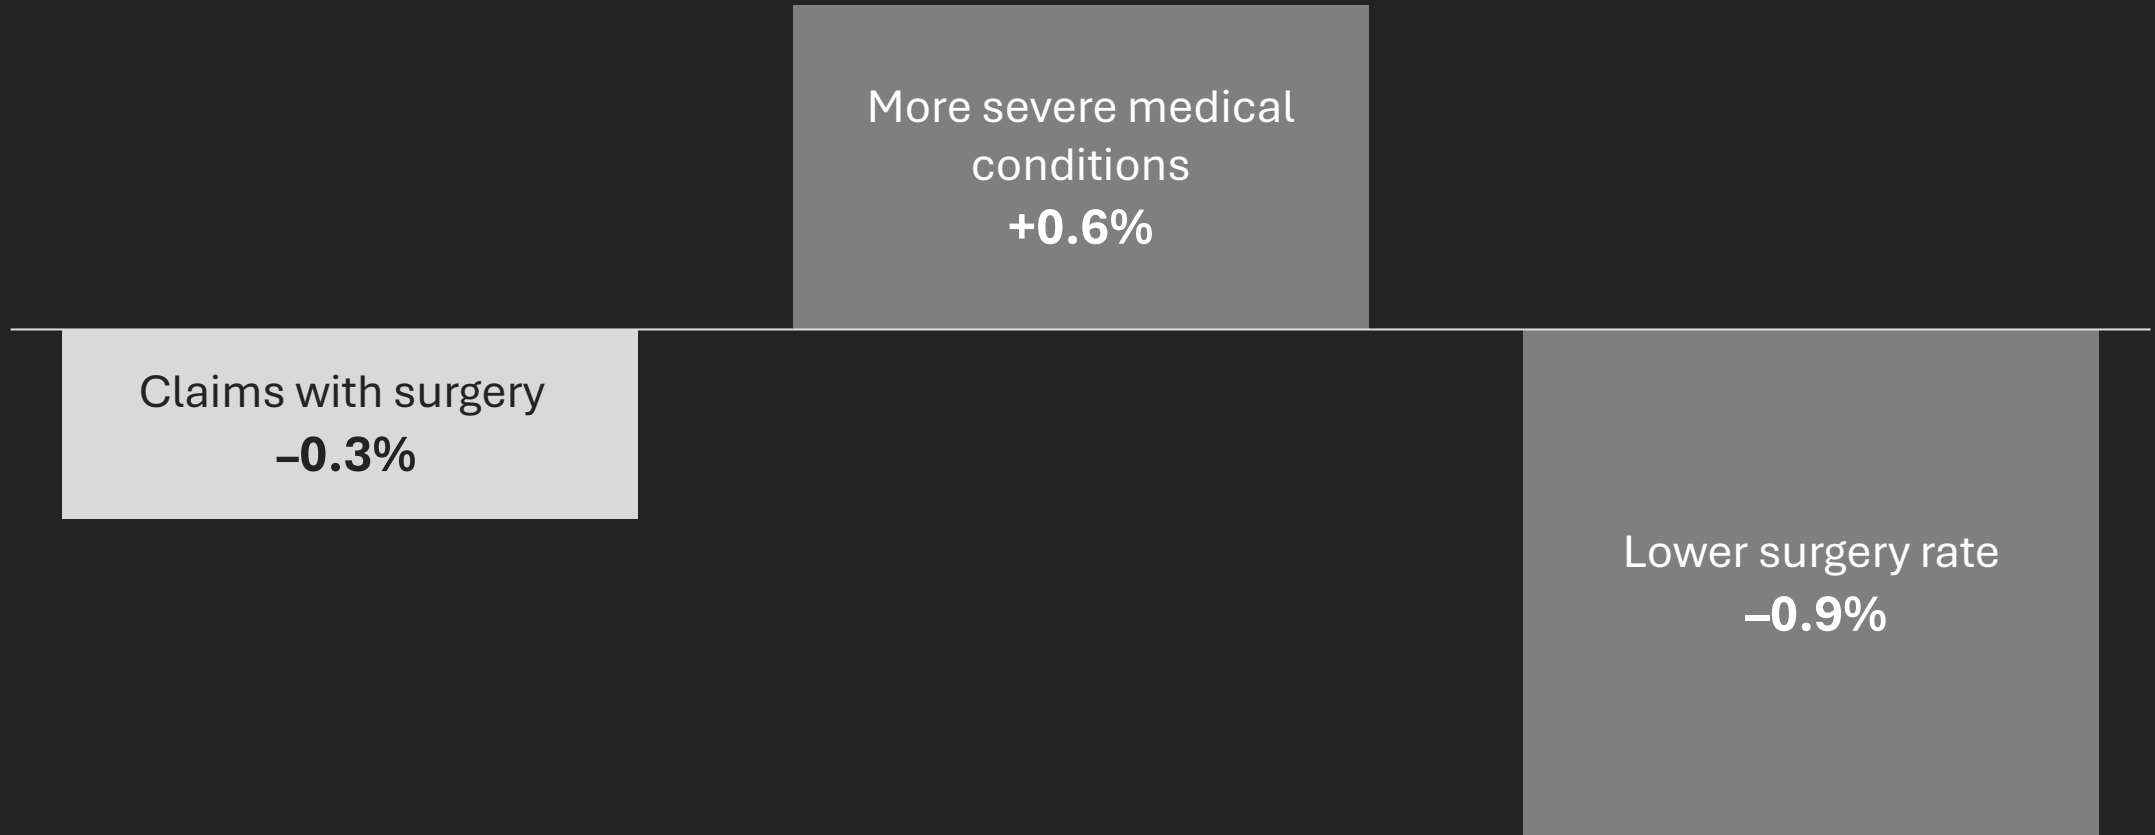 More severe medical
conditions
+0.6%
Claims with surgery
–0.3%
Lower surgery rate
–0.9%